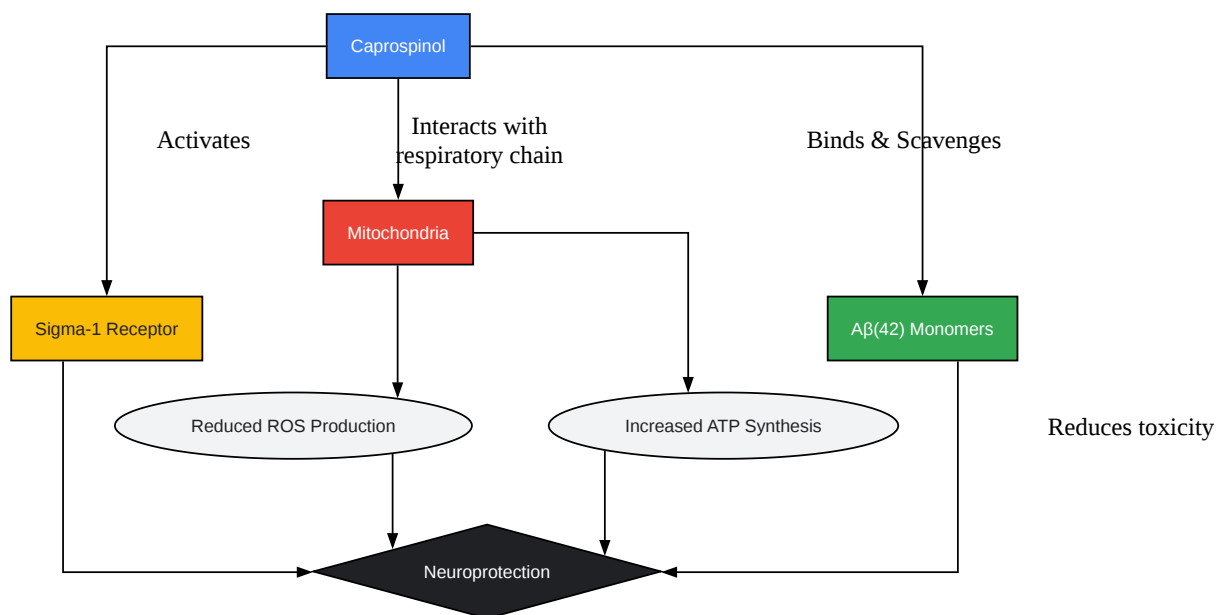 Caprospinol
Activates
Interacts with
respiratory chain
Binds & Scavenges
Mitochondria
Sigma-1 Receptor
Aβ(42) Monomers
Reduced ROS Production
Increased ATP Synthesis
Reduces toxicity
Neuroprotection